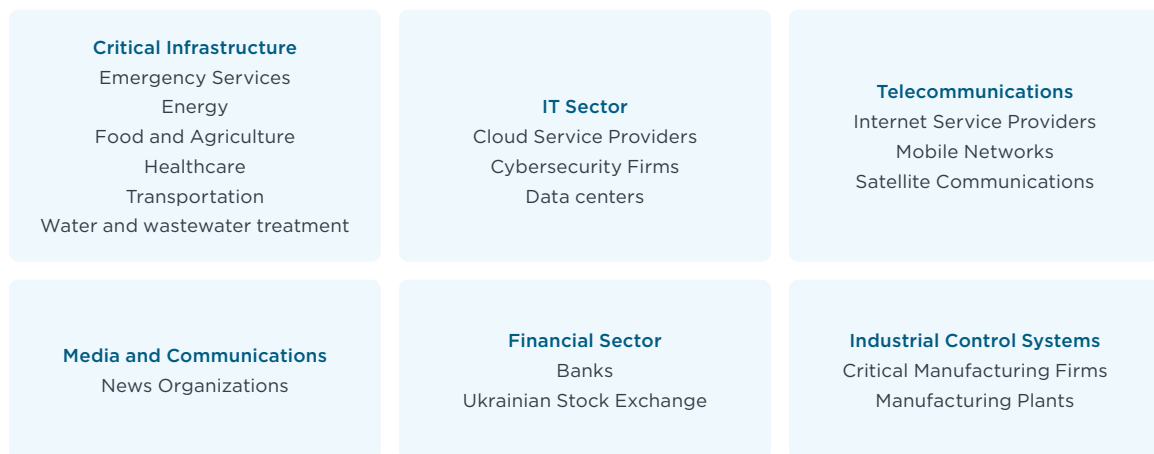 Critical Infrastructure
Emergency Services
Energy
Food and Agriculture
Healthcare
Transportation
Water and wastewater treatment
IT Sector
Cloud Service Providers
Cybersecurity Firms
Data centers
Telecommunications
Internet Service Providers
Mobile Networks
Satellite Communications
Media and Communications
News Organizations
Financial Sector
Banks
Ukrainian Stock Exchange
Industrial Control Systems
Critical Manufacturing Firms
Manufacturing Plants